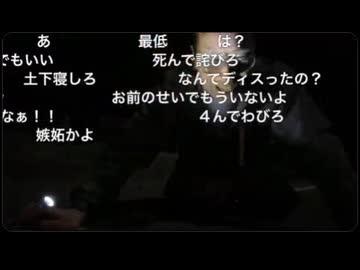 あ 最低 は?
でもいい 死んで詫びろ
土下寝しろ なんでディスったの?
お前のせいでもういないよ
なぁ!! 4んでわびろ
嫉妬かよ